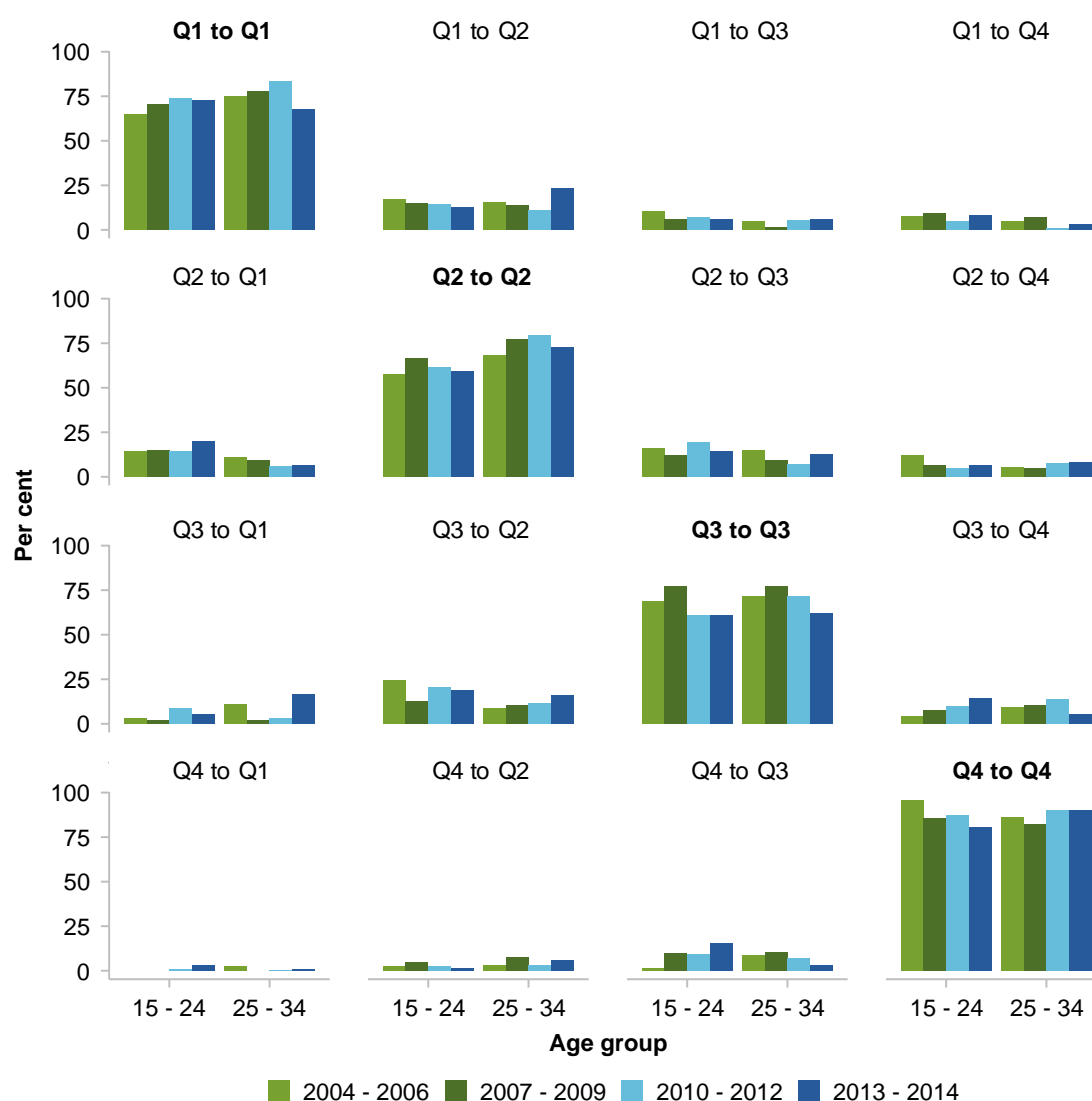 Q1 to Q1 Q1 to Q2 Q1 to Q3 Q1 to Q4
100
75
50
25
0
Q2 to Q1 Q2 to Q2 Q2 to Q3 Q2 to Q4
100
75
50
25
0
Per cent
Q3 to Q1 Q3 to Q2 Q3 to Q3 Q3 to Q4
100
75
50
25
0
Q4 to Q1 Q4 to Q2 Q4 to Q3 Q4 to Q4
100
75
50
25
0
15 - 24 25 - 34 15 - 24 25 - 34 15 - 24 25 - 34 15 - 24 25 - 34
Age group
2004 - 2006 2007 - 2009 2010 - 2012 2013 - 2014